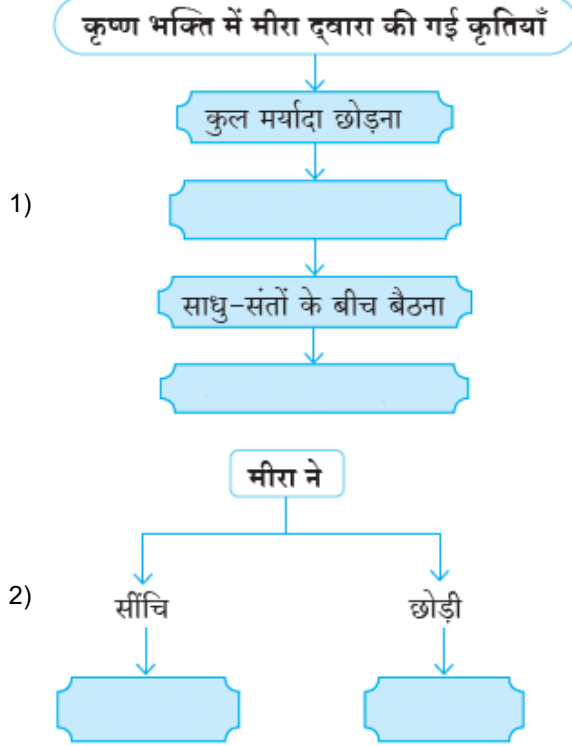 कृष्ण भक्ति में मीरा द्‌वारा की गई कृतियाँ
कुल मर्यादा छोड़ना
1)
साधु-संतों के बीच बैठना
मीरा ने
2)
सींचि छोड़ी